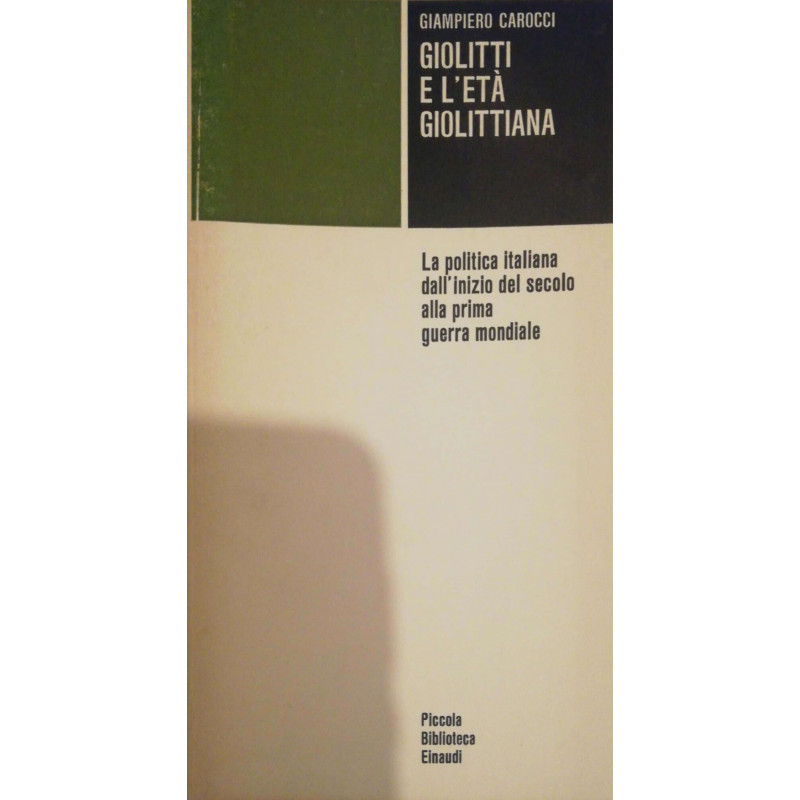 GIAMPIERO CAROCCI
GIOLITTI
E L'ETÀ
GIOLITTIANA
La politica italiana
dall'inizio del secolo
alla prima
guerra mondiale
Piccola
Biblioteca
Einaudi